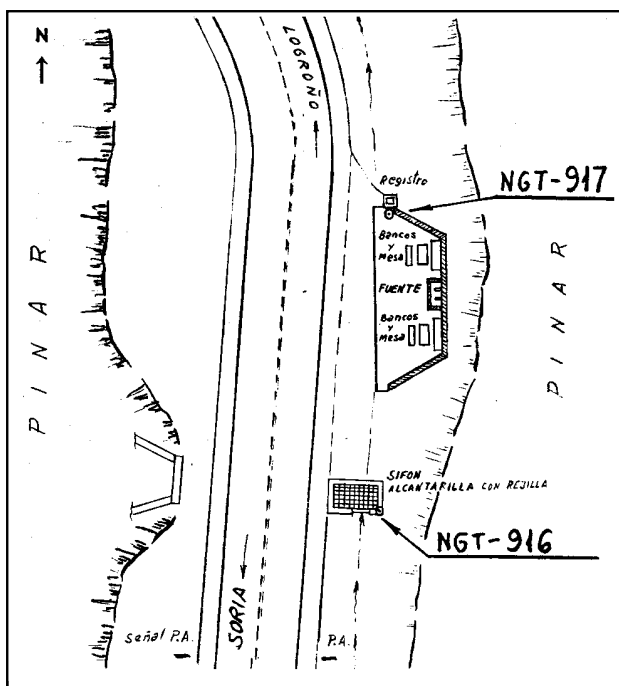 N
LOGROÑO
Registro
NGT-917
Bancos
y
Mesa
FUENTE
Bancos
y
Mesa
PINAR
PINAR
SIFON
ALCANTARILLA CON REJILLA
NGT-916
SORIA
Señal P.A.
P.A.